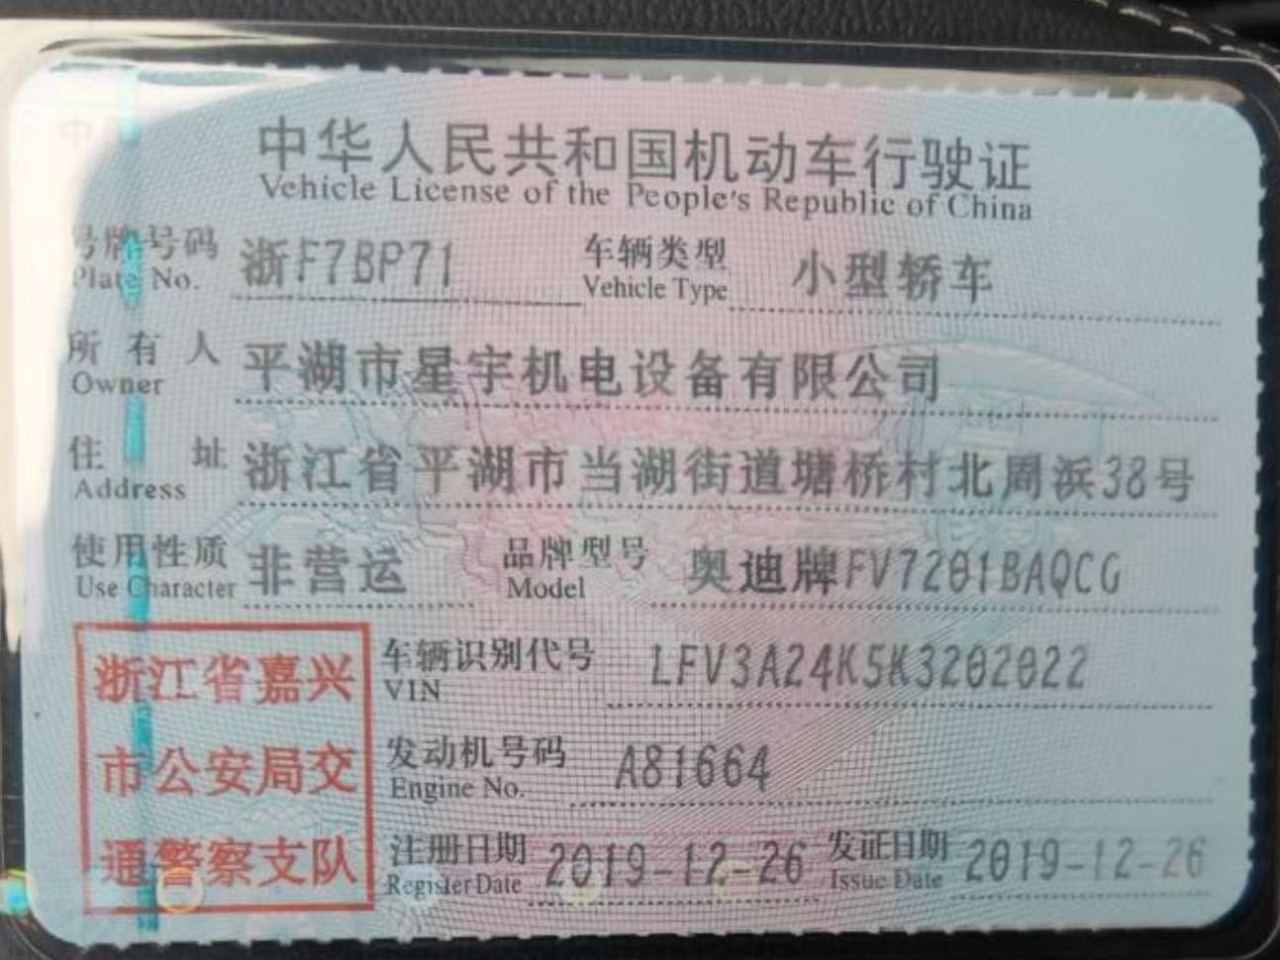 中华人民共和国机动车行驶证
Vehicle License of the People's Republic of China
号牌号码 浙F7BP71 车辆类型 小型轿车
Plate No. Vehicle Type
所有人 平湖市星宇机电设备有限公司
Owner
住址 浙江省平湖市当湖街道塘桥村北周浜38号
Address
使用性质 非营运 品牌型号 奥迪牌FV7201BAQCG
Use Character Model
浙江省嘉兴
市公安局交
通警察支队
车辆识别代号 LFV3A24K5K3202022
VIN
发动机号码 A81664
Engine No.
注册日期 2019-12-26 发证日期 2019-12-26
Register Date Issue Date